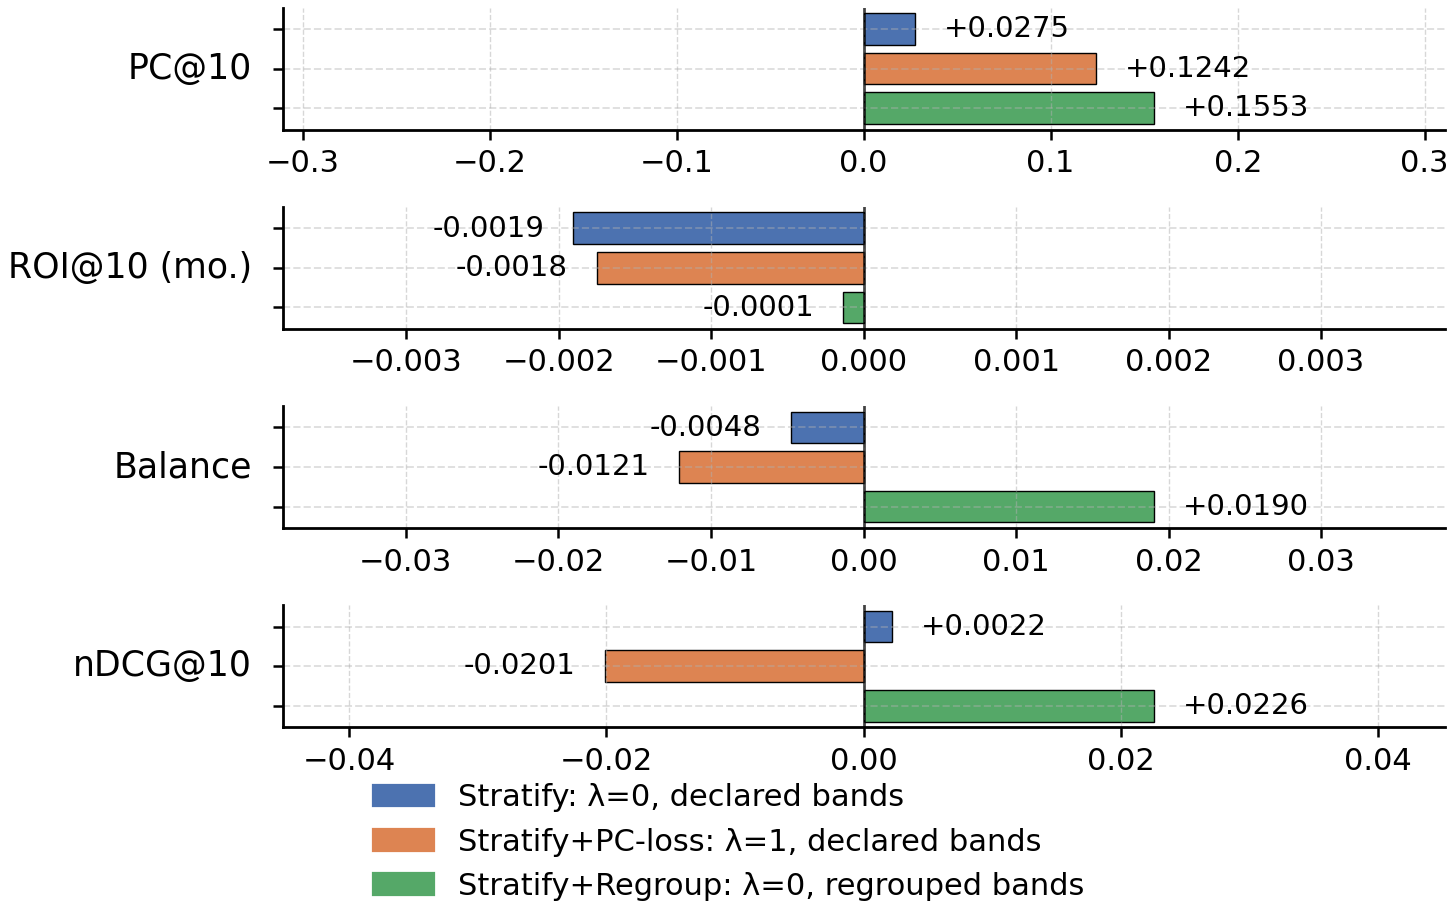 PC@10
+0.0275
+0.1242
+0.1553
−0.3 −0.2 −0.1 0.0 0.1 0.2 0.3
ROI@10 (mo.)
-0.0019
-0.0018
-0.0001
−0.003 −0.002 −0.001 0.000 0.001 0.002 0.003
Balance
-0.0048
-0.0121
+0.0190
−0.03 −0.02 −0.01 0.00 0.01 0.02 0.03
nDCG@10
+0.0022
-0.0201
+0.0226
−0.04 −0.02 0.00 0.02 0.04
Stratify: λ=0, declared bands
Stratify+PC-loss: λ=1, declared bands
Stratify+Regroup: λ=0, regrouped bands